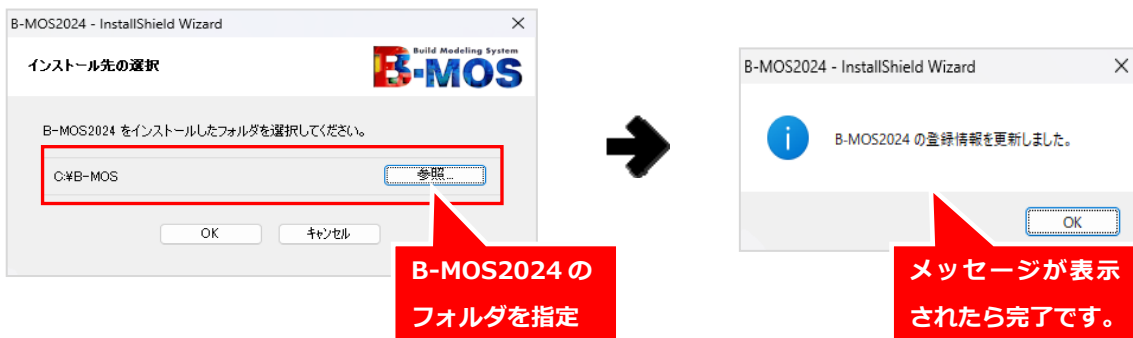 B-MOS2024 - InstallShield Wizard
インストール先の選択
Build Modeling System
B-MOS
B-MOS2024 をインストールしたフォルダを選択してください。
C:¥B-MOS
参照...
OK
キャンセル
B-MOS2024 の
フォルダを指定
B-MOS2024 - InstallShield Wizard
i
B-MOS2024 の登録情報を更新しました。
OK
メッセージが表示
されたら完了です。